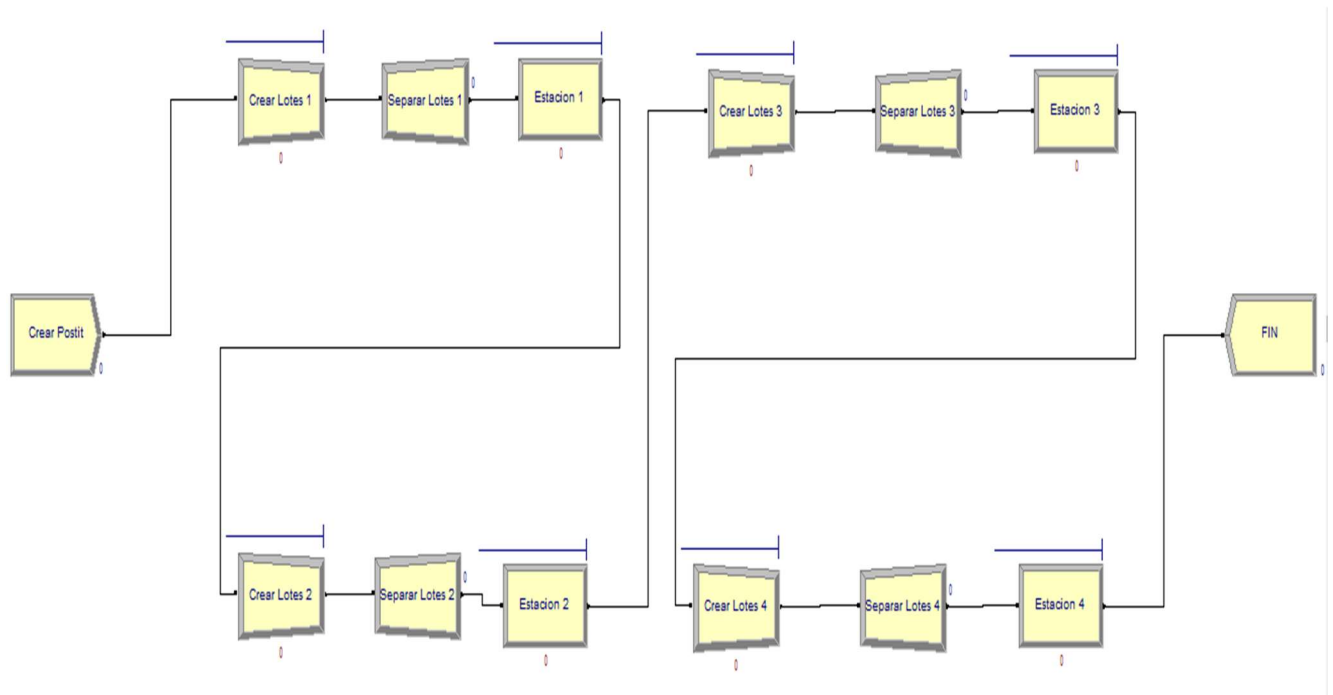 Crear Postit
0
Crear Lotes 1
0
Separar Lotes 1
0
Estacion 1
0
Crear Lotes 2
0
Separar Lotes 2
0
Estacion 2
0
Crear Lotes 3
0
Separar Lotes 3
0
Estacion 3
0
Crear Lotes 4
0
Separar Lotes 4
0
Estacion 4
0
FIN
0